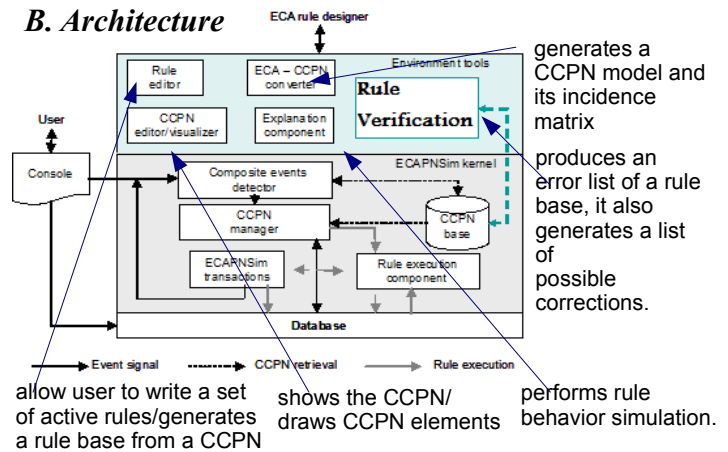 B. Architecture
ECA rule designer
Environment tools
Rule
editor
ECA – CCPN
converter
Rule
Verification
CCPN
editor/visualizer
Explanation
component
generates a
CCPN model and
its incidence
matrix
User
Console
ECAPNSim kernel
Composite events
detector
CCPN
manager
CCPN
base
ECAPNSim
transactions
Rule execution
component
Database
produces an
error list of a rule
base, it also
generates a list
of
possible
corrections.
Event signal
CCPN retrieval
Rule execution
allow user to write a set
of active rules/generates
a rule base from a CCPN
shows the CCPN/
draws CCPN elements
performs rule
behavior simulation.